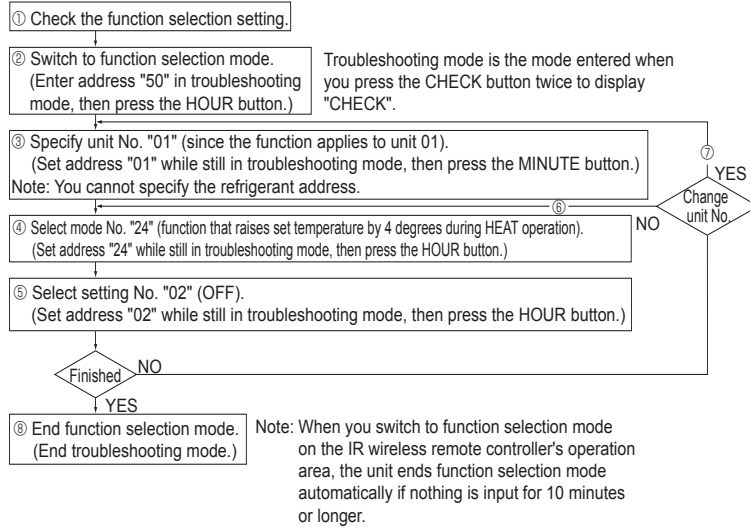 ① Check the function selection setting.
② Switch to function selection mode.
(Enter address "50" in troubleshooting
mode, then press the HOUR button.)
Troubleshooting mode is the mode entered when
you press the CHECK button twice to display
"CHECK".
③ Specify unit No. "01" (since the function applies to unit 01).
(Set address "01" while still in troubleshooting mode, then press the MINUTE button.)
Note: You cannot specify the refrigerant address.
⑦
YES
Change
unit No.
⑥
NO
④ Select mode No. "24" (function that raises set temperature by 4 degrees during HEAT operation).
(Set address "24" while still in troubleshooting mode, then press the HOUR button.)
⑤ Select setting No. "02" (OFF).
(Set address "02" while still in troubleshooting mode, then press the HOUR button.)
Finished
NO
YES
⑧ End function selection mode.
(End troubleshooting mode.)
Note: When you switch to function selection mode
on the IR wireless remote controller's operation
area, the unit ends function selection mode
automatically if nothing is input for 10 minutes
or longer.